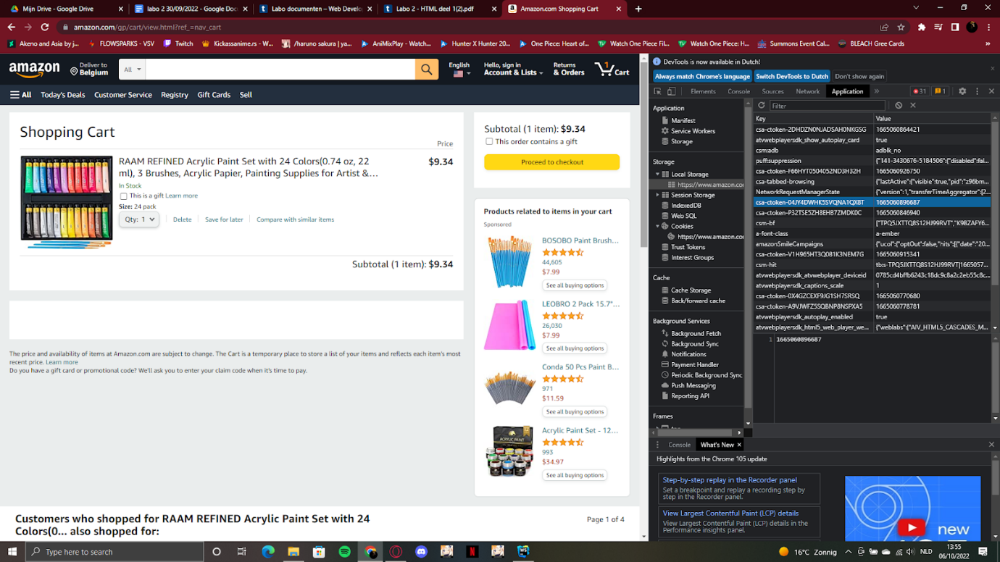 Mijn Drive - Google Drive
labo 2 30/09/2022 - Google Doc
Labo documenten – Web Develo
Labo 2 - HTML deel 1(2).pdf
Amazon.com Shopping Cart
amazon.com/gp/cart/view.html?ref_=nav_cart
Akeno and Asia by j...
FLOWSPARKS - VSV
Twitch
Kickassanime.rs - W...
/haruno sakura | ya...
AniMixPlay - Watch...
Hunter X Hunter 20...
One Piece: Heart of...
Watch One Piece Fil...
Watch One Piece: H...
Summons Event Cal...
BLEACH Gree Cards
»
amazon
Deliver to
Belgium
All
English
Hello, sign in
Account & Lists
Returns
& Orders
1
Cart
All
Today's Deals
Customer Service
Registry
Gift Cards
Sell
Shopping Cart
Price
RAAM REFINED Acrylic Paint Set with 24 Colors(0.74 oz, 22
ml), 3 Brushes, Acrylic Papier, Painting Supplies for Artist &…
$9.34
In Stock
This is a gift Learn more
Size: 24 pack
Qty: 1
Delete
Save for later
Compare with similar items
Subtotal (1 item): $9.34
The price and availability of items at Amazon.com are subject to change. The Cart is a temporary place to store a list of your items and reflects each item's most
recent price. Learn more
Do you have a gift card or promotional code? We'll ask you to enter your claim code when it's time to pay.
Subtotal (1 item): $9.34
This order contains a gift
Proceed to checkout
Products related to items in your cart
Sponsored
BOSOBO Paint Brush...
44,605
$7.99
See all buying options
LEOBRO 2 Pack 15.7"...
26,030
$7.99
See all buying options
Conda 50 Pcs Paint B...
971
$11.59
See all buying options
ACRYLIC PAINT
Acrylic Paint Set - 12...
993
$34.97
See all buying options
Customers who shopped for RAAM REFINED Acrylic Paint Set with 24
Colors(0... also shopped for:
Page 1 of 4
DevTools is now available in Dutch!
Always match Chrome's language
Switch DevTools to Dutch
Don't show again
Elements
Console
Sources
Network
Application
»
31
1
Application
Manifest
Service Workers
Storage
Storage
Local Storage
https://www.amazon.co
Session Storage
IndexedDB
Web SQL
Cookies
https://www.amazon.co
Trust Tokens
Interest Groups
Cache
Cache Storage
Back/forward cache
Background Services
Background Fetch
Background Sync
Notifications
Payment Handler
Periodic Background Sync
Push Messaging
Reporting API
Frames
Filter
Key Value
csa-ctoken-2DHDZN0NJADSAH0NKGSG 1665060864421
atvwebplayersdk_show_autoplay_card true
csm:adb adblk_no
puff:suppression {"141-3430676-5184506":{"disabled":fal...
csa-ctoken-F66HYT0504052ND3H32H 1665060926750
csa-tabbed-browsing {"lastActive":{"visible":true,"pid":"z96bm...
NetworkRequestManagerState {"version":1,"transferTimeAggregator":[2...
csa-ctoken-04JY4DWHK5SVQNA1QX8T 1665060896687
csa-ctoken-P32TSE5ZH8EHB7ZMDK0C 1665060846940
csm-bf ["TPQ5JXTTQ8S12HJ99RVT","K9BZAFY6...
a-font-class a-ember
amazonSmileCampaigns {"ucol":{"optOut":false,"hits":[{"date":"20...
csa-ctoken-V1H965HT3Q081K3NEM7G 1665060915341
csm-hit tbs-TPQ5JXTTQ8S12HJ99RVT|1665057...
atvwebplayersdk_atvwebplayer_deviceid 0785cd4bffb6243c18dc9c8a2c2eb55c8c...
atvwebplayersdk_captions_scale 1
csa-ctoken-0X4GZCEXF9JG1SH7SRSQ 1665060770680
csa-ctoken-A9VJWFZ5SQBNP8NSPXA5 1665060778781
atvwebplayersdk_autoplay_enabled true
atvwebplayersdk_html5_web_player_we... {"weblabs":["AIV_HTML5_CASCADES_M...
1 1665060896687
Console
What's New
Highlights from the Chrome 105 update
Step-by-step replay in the Recorder panel
Set a breakpoint and replay a recording step by
step in the Recorder panel.
View Largest Contentful Paint (LCP) details
View Largest Contentful Paint (LCP) details in the
Performance insights panel.
new
Type here to search
16°C Zonnig
NLD
13:55
06/10/2022